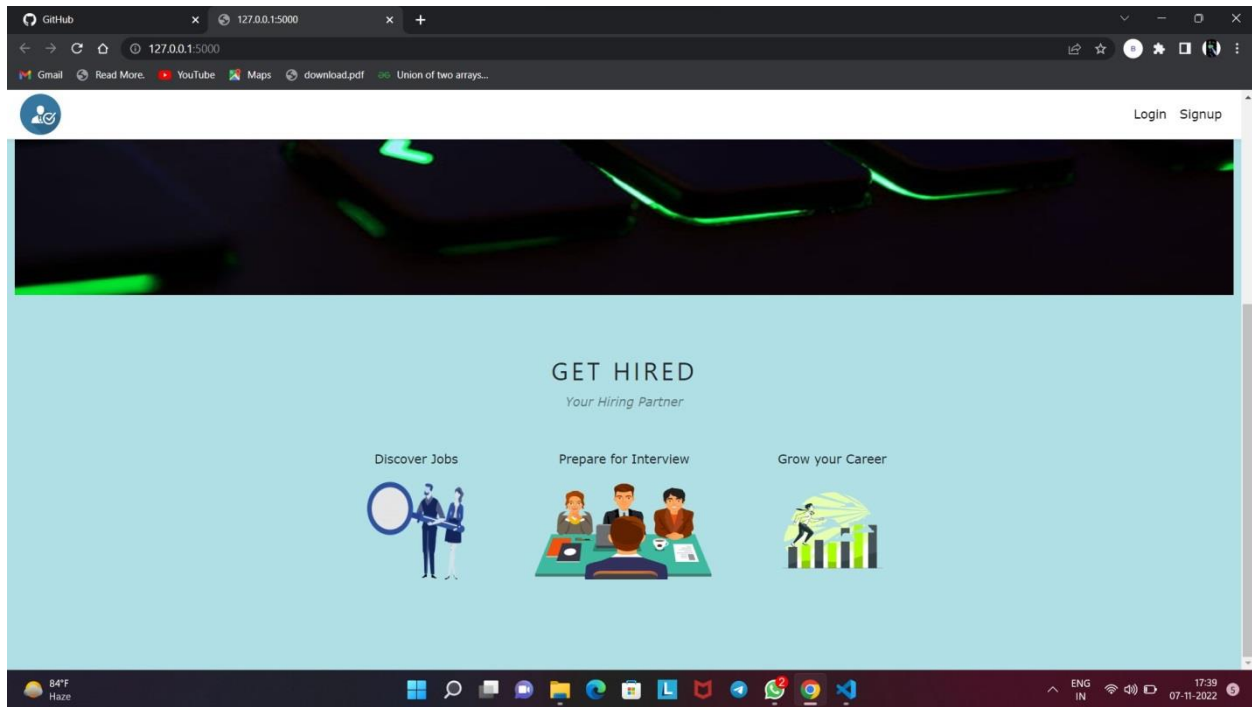 GitHub
127.0.0.1:5000
127.0.0.1:5000
Gmail Read More. YouTube Maps download.pdf Union of two arrays...
Login Signup
GET HIRED
Your Hiring Partner
Discover Jobs Prepare for Interview Grow your Career
84°F
Haze
L
2
ENG
IN
17:39
07-11-2022
5